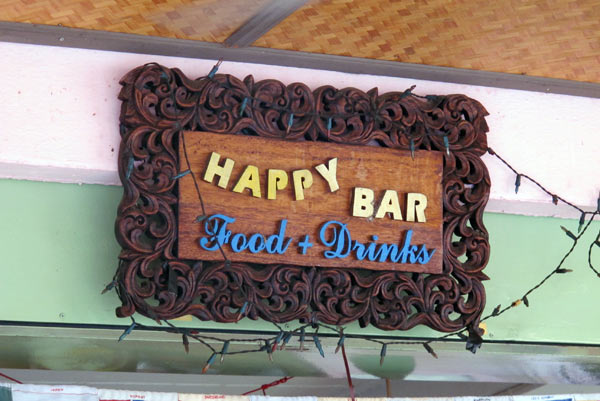 HAPPY BAR
Food + Drinks